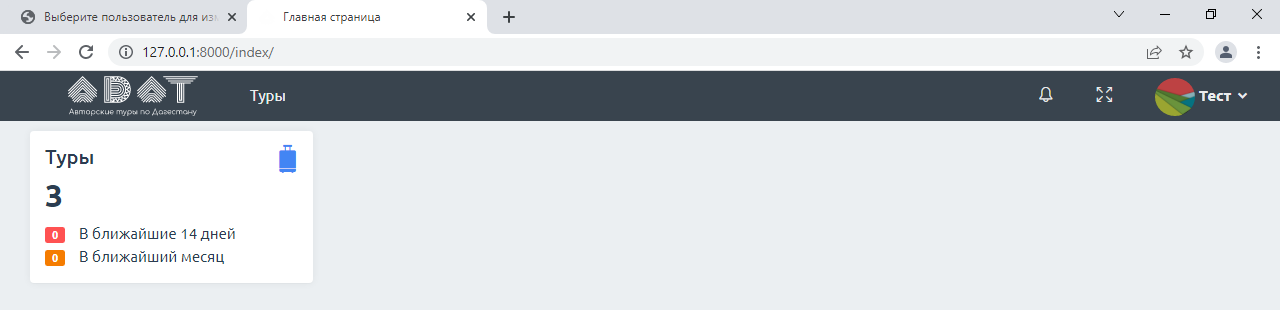 Выберите пользователь для изм
Главная страница
127.0.0.1:8000/index/
АДАТ
Авторские туры по Дагестану
Туры
Тест
Туры
3
0 В ближайшие 14 дней
0 В ближайший месяц